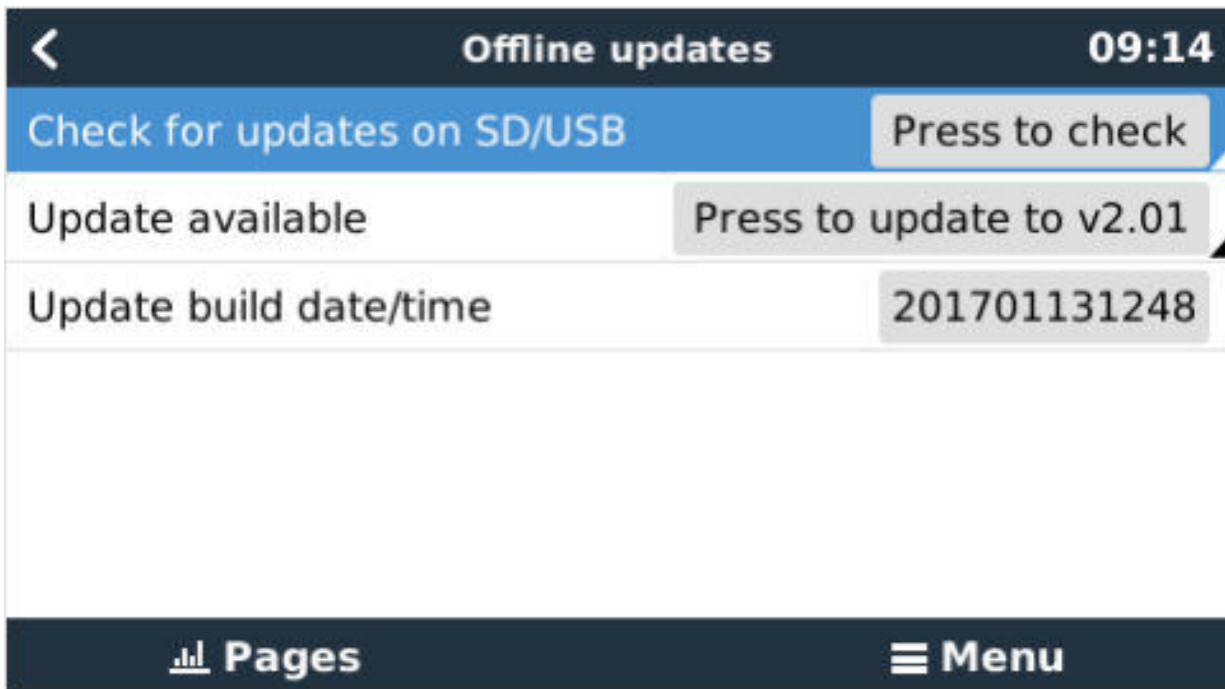 Offline updates 09:14
Check for updates on SD/USB Press to check
Update available Press to update to v2.01
Update build date/time 201701131248
Pages Menu